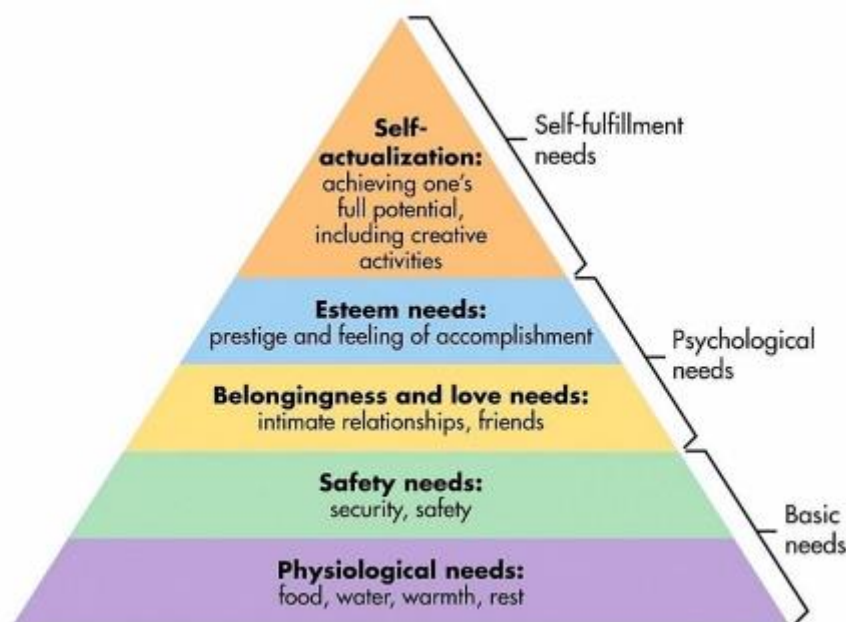 Self-
actualization:
achieving one's
full potential,
including creative
activities
Self-fulfillment
needs
Esteem needs:
prestige and feeling of accomplishment
Psychological
needs
Belongingness and love needs:
intimate relationships, friends
Safety needs:
security, safety
Basic
needs
Physiological needs:
food, water, warmth, rest